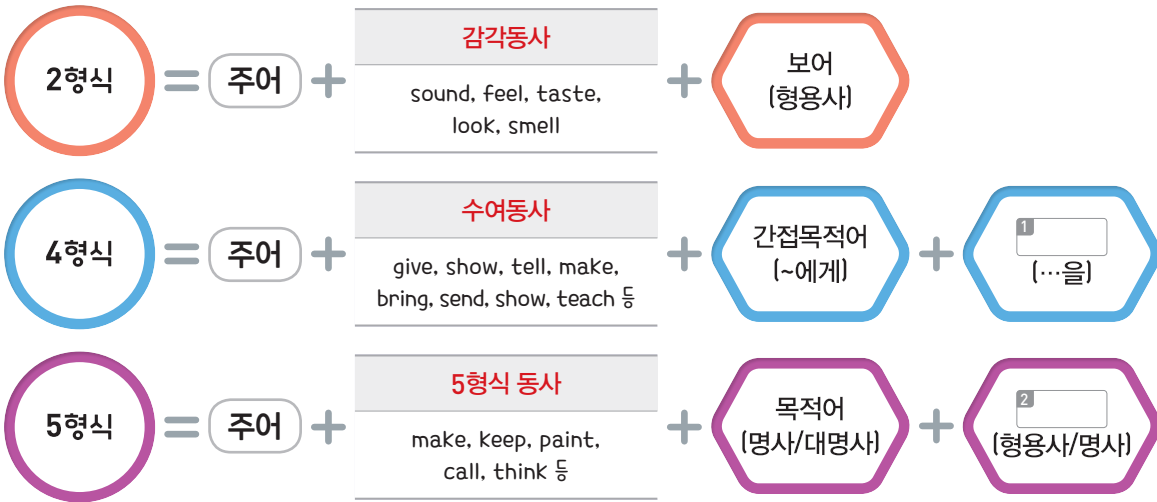 2형식 = 주어 + 감각동사 + 보어
(형용사)
sound, feel, taste,
look, smell
4형식 = 주어 + 수여동사 + 간접목적어
(~에게) + 1
(…을)
give, show, tell, make,
bring, send, show, teach 등
5형식 = 주어 + 5형식 동사 + 목적어
(명사/대명사) + 2
(형용사/명사)
make, keep, paint,
call, think 등